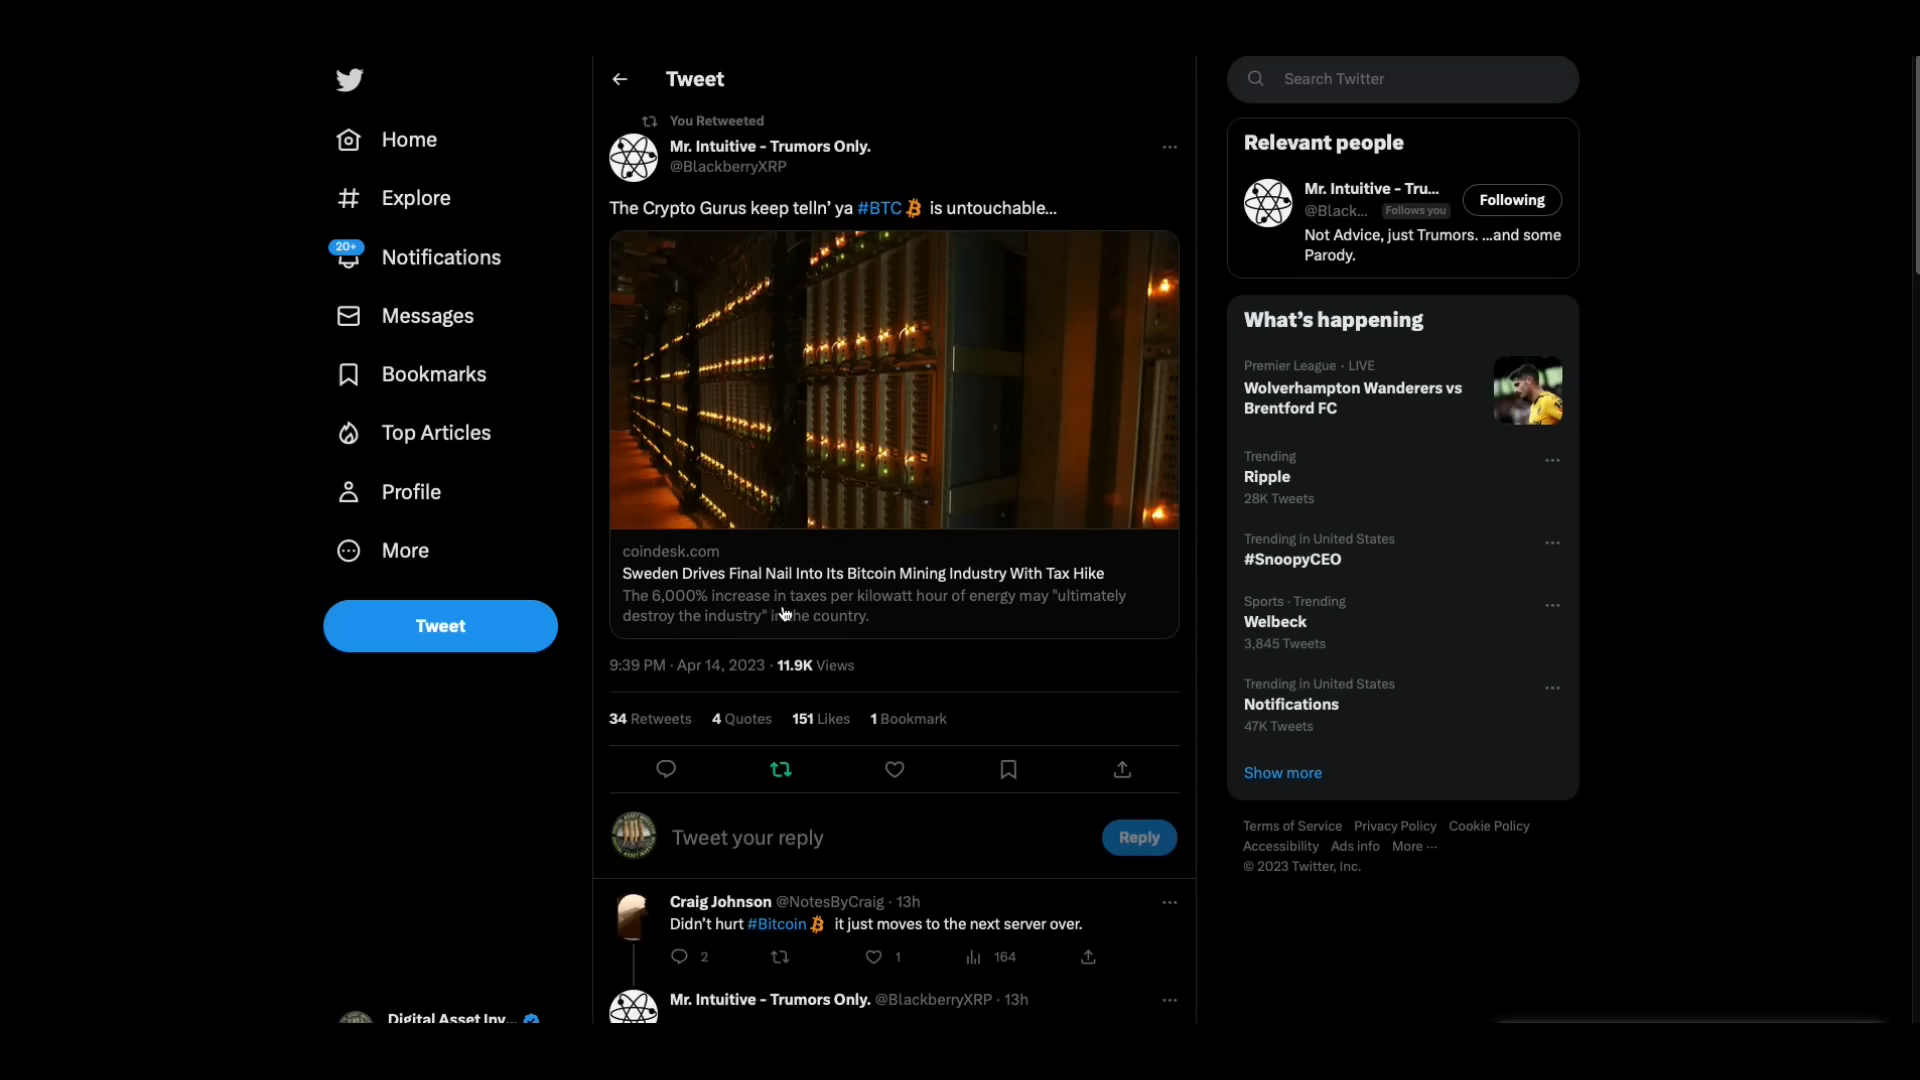 Home
Explore
20+
Notifications
Messages
Bookmarks
Top Articles
Profile
More
Tweet
Digital Asset Inv...
Tweet
You Retweeted
Mr. Intuitive - Trumors Only.
@BlackberryXRP
The Crypto Gurus keep telln’ ya #BTC is untouchable...
coindesk.com
Sweden Drives Final Nail Into Its Bitcoin Mining Industry With Tax Hike
The 6,000% increase in taxes per kilowatt hour of energy may "ultimately
destroy the industry" in the country.
9:39 PM · Apr 14, 2023 · 11.9K Views
34 Retweets 4 Quotes 151 Likes 1 Bookmark
Tweet your reply
Reply
Craig Johnson @NotesByCraig · 13h
Didn’t hurt #Bitcoin it just moves to the next server over.
2 1 164
Mr. Intuitive - Trumors Only. @BlackberryXRP · 13h
Search Twitter
Relevant people
Mr. Intuitive - Tru...
@Black... Follows you
Following
Not Advice, just Trumors. ...and some
Parody.
What’s happening
Premier League · LIVE
Wolverhampton Wanderers vs
Brentford FC
Trending
Ripple
28K Tweets
Trending in United States
#SnoopyCEO
Sports · Trending
Welbeck
3,845 Tweets
Trending in United States
Notifications
47K Tweets
Show more
Terms of Service Privacy Policy Cookie Policy
Accessibility Ads info More ...
© 2023 Twitter, Inc.